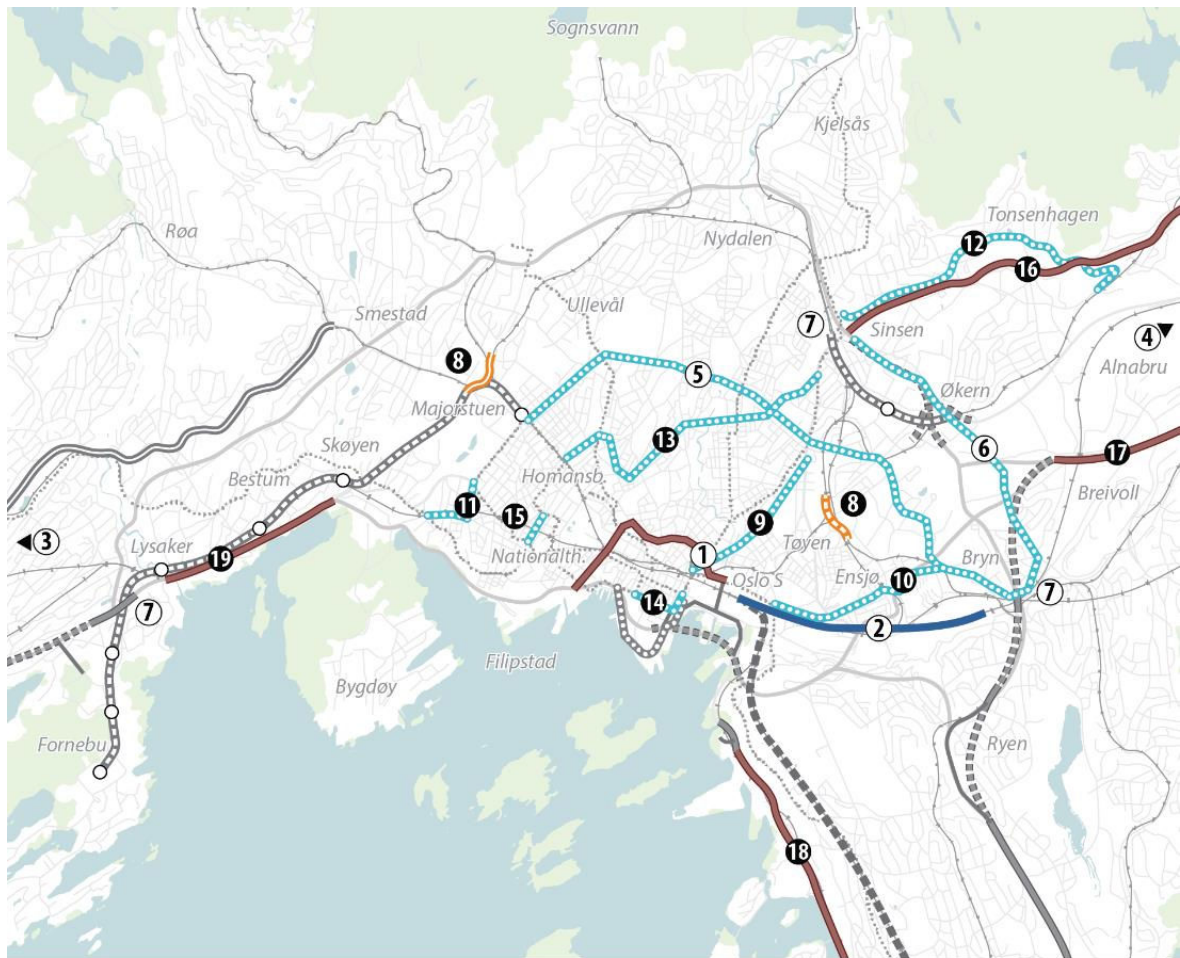 Sognsvann
Kjelsås
Tonsenhagen
12
Røa
Nydalen
16
Ullevål
Smestad
7
Sinsen
4
8
Alnabru
5
Økern
Majorstuen
13
6
17
Skøyen
Homansb.
Breivoll
Bestum
11
15
8
9
3
Lysaker
Nationalth.
1
Tøyen
Bryn
19
Oslo S
Ensjø
10
7
7
14
2
Filipstad
Bygdøy
Fornebu
Ryen
18